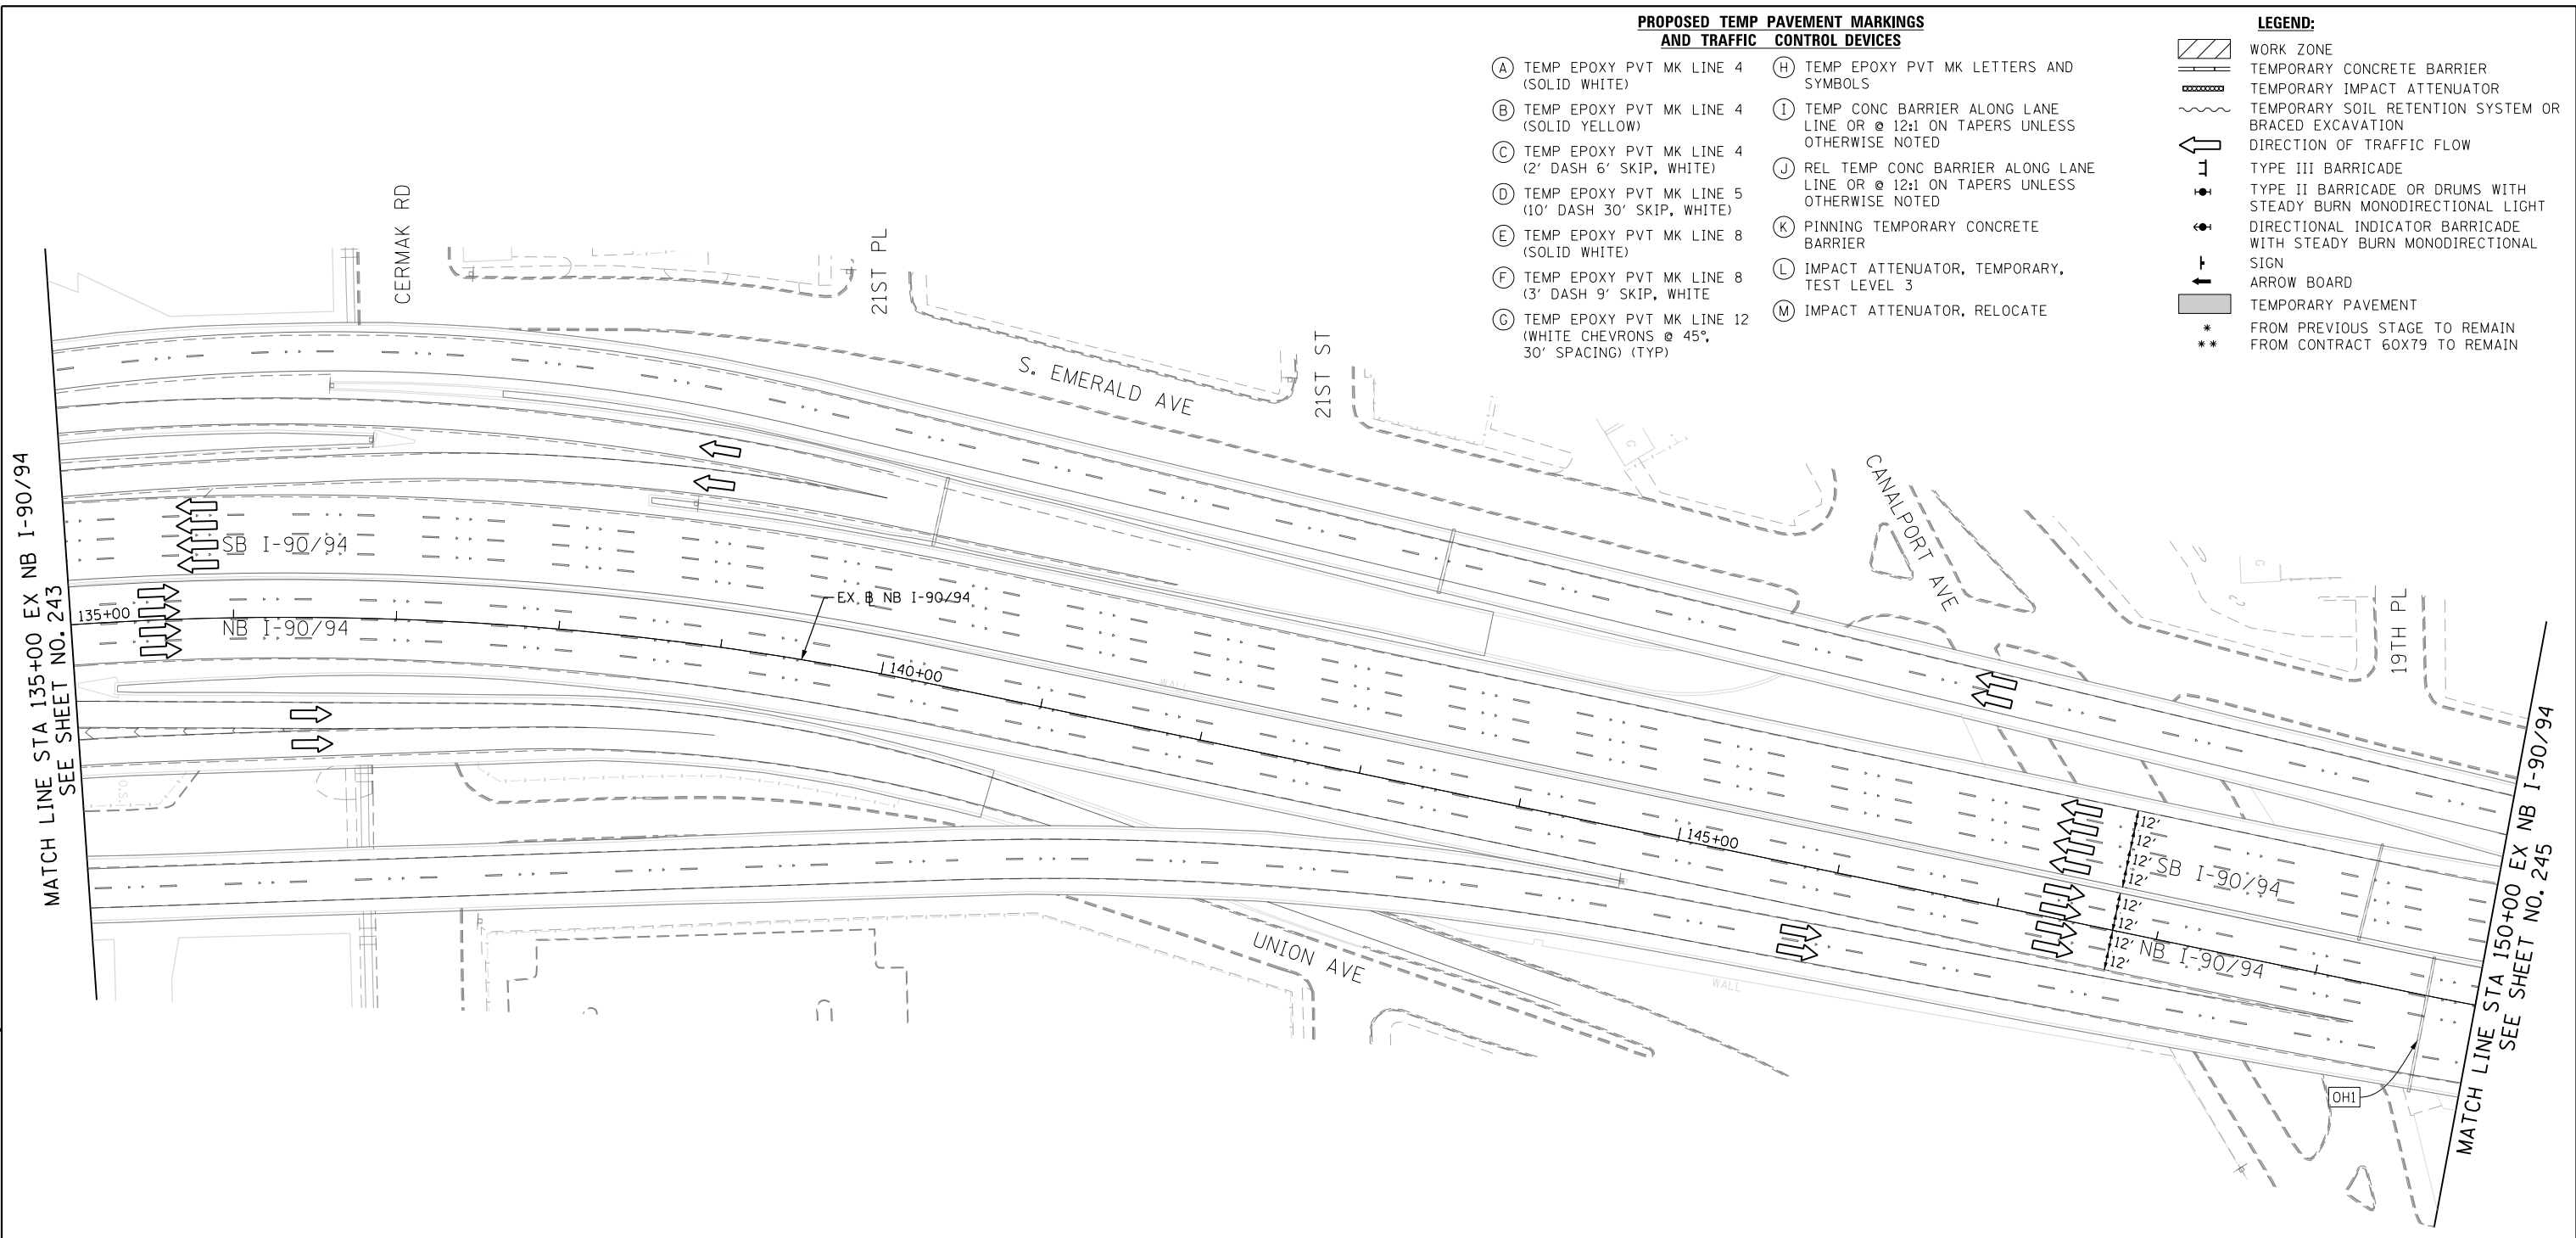 PROPOSED TEMP PAVEMENT MARKINGS
AND TRAFFIC CONTROL DEVICES
A TEMP EPOXY PVT MK LINE 4
(SOLID WHITE)
B TEMP EPOXY PVT MK LINE 4
(SOLID YELLOW)
C TEMP EPOXY PVT MK LINE 4
(2' DASH 6' SKIP, WHITE)
D TEMP EPOXY PVT MK LINE 5
(10' DASH 30' SKIP, WHITE)
E TEMP EPOXY PVT MK LINE 8
(SOLID WHITE)
F TEMP EPOXY PVT MK LINE 8
(3' DASH 9' SKIP, WHITE
G TEMP EPOXY PVT MK LINE 12
(WHITE CHEVRONS @ 45°,
30' SPACING) (TYP)
H TEMP EPOXY PVT MK LETTERS AND
SYMBOLS
I TEMP CONC BARRIER ALONG LANE
LINE OR @ 12:1 ON TAPERS UNLESS
OTHERWISE NOTED
J REL TEMP CONC BARRIER ALONG LANE
LINE OR @ 12:1 ON TAPERS UNLESS
OTHERWISE NOTED
K PINNING TEMPORARY CONCRETE
BARRIER
L IMPACT ATTENUATOR, TEMPORARY,
TEST LEVEL 3
M IMPACT ATTENUATOR, RELOCATE
LEGEND:
WORK ZONE
TEMPORARY CONCRETE BARRIER
TEMPORARY IMPACT ATTENUATOR
TEMPORARY SOIL RETENTION SYSTEM OR
BRACED EXCAVATION
DIRECTION OF TRAFFIC FLOW
TYPE III BARRICADE
TYPE II BARRICADE OR DRUMS WITH
STEADY BURN MONODIRECTIONAL LIGHT
DIRECTIONAL INDICATOR BARRICADE
WITH STEADY BURN MONODIRECTIONAL
SIGN
ARROW BOARD
TEMPORARY PAVEMENT
* FROM PREVIOUS STAGE TO REMAIN
** FROM CONTRACT 60X79 TO REMAIN
CERMAK RD
21ST PL
S. EMERALD AVE
21ST ST
CANALPORT AVE
19TH PL
MATCH LINE STA 135+00 EX NB I-90/94
SEE SHEET NO. 243
SB I-90/94
135+00
NB I-90/94
EX. B NB I-90/94
140+00
WALL
145+00
12'
12'
12'
12'
SB I-90/94
12'
12'
12'
12'
NB I-90/94
UNION AVE
WALL
O.S.
G
G
G
OH1
MATCH LINE STA 150+00 EX NB I-90/94
SEE SHEET NO. 245